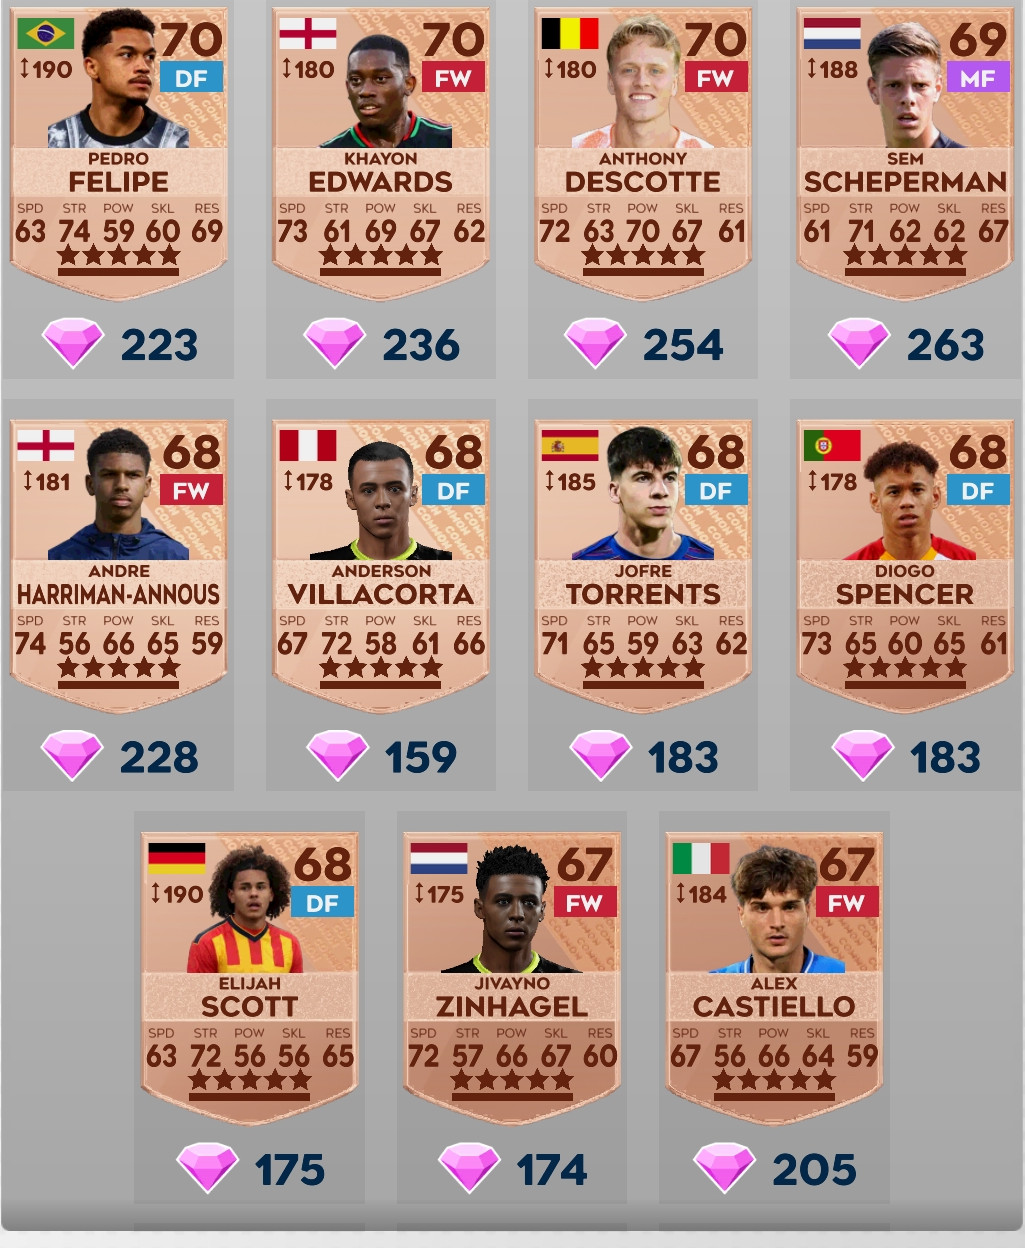 70
↕190
DF
PEDRO
FELIPE
SPD STR POW SKL RES
63 74 59 60 69
223
70
↕180
FW
KHAYON
EDWARDS
SPD STR POW SKL RES
73 61 69 67 62
236
70
↕180
FW
ANTHONY
DESCOTTE
SPD STR POW SKL RES
72 63 70 67 61
254
69
↕188
MF
SEM
SCHEPERMAN
SPD STR POW SKL RES
61 71 62 62 67
263
68
↕181
FW
ANDRE
HARRIMAN-ANNOUS
SPD STR POW SKL RES
74 56 66 65 59
228
68
↕178
DF
ANDERSON
VILLACORTA
SPD STR POW SKL RES
67 72 58 61 66
159
68
↕185
DF
JOFRE
TORRENTS
SPD STR POW SKL RES
71 65 59 63 62
183
68
↕178
DF
DIOGO
SPENCER
SPD STR POW SKL RES
73 65 60 65 61
183
68
↕190
DF
ELIJAH
SCOTT
SPD STR POW SKL RES
63 72 56 56 65
175
67
↕175
FW
JIVAYNO
ZINHAGEL
SPD STR POW SKL RES
72 57 66 67 60
174
67
↕184
FW
ALEX
CASTIELLO
SPD STR POW SKL RES
67 56 66 64 59
205